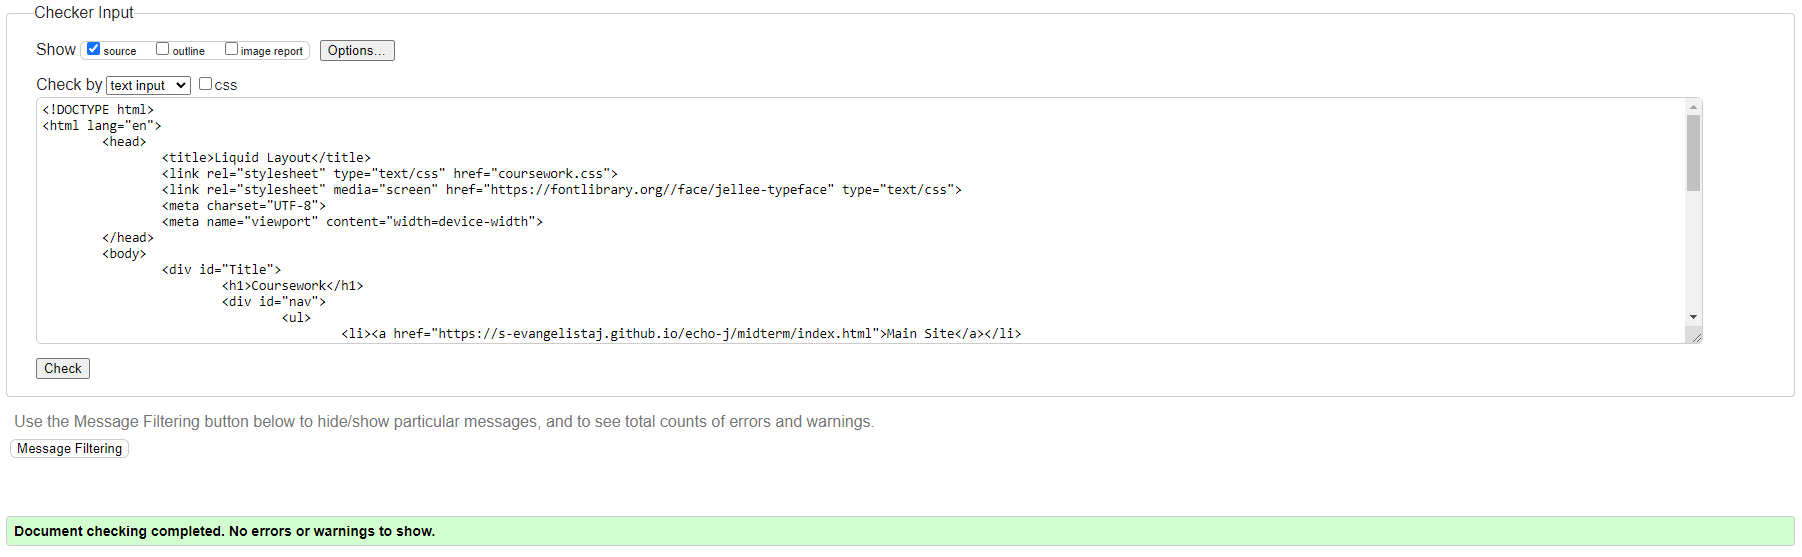 Checker Input
Show source outline image report Options...
Check by text input css
<!DOCTYPE html>
<html lang="en">
<head>
<title>Liquid Layout</title>
<link rel="stylesheet" type="text/css" href="coursework.css">
<link rel="stylesheet" media="screen" href="https://fontlibrary.org//face/jellee-typeface" type="text/css">
<meta charset="UTF-8">
<meta name="viewport" content="width=device-width">
</head>
<body>
<div id="Title">
<h1>Coursework</h1>
<div id="nav">
<ul>
<li><a href="https://s-evangelistaj.github.io/echo-j/midterm/index.html">Main Site</a></li>
Check
Use the Message Filtering button below to hide/show particular messages, and to see total counts of errors and warnings.
Message Filtering
Document checking completed. No errors or warnings to show.